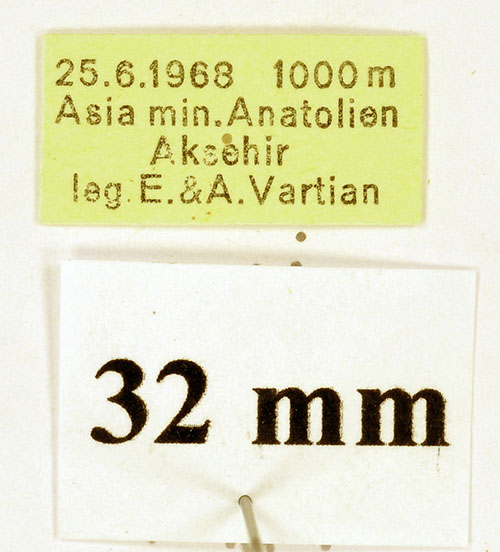 25.6.1968 1000 m
Asia min. Anatolien
Aksehir
leg. E.&A. Vartian
32 mm